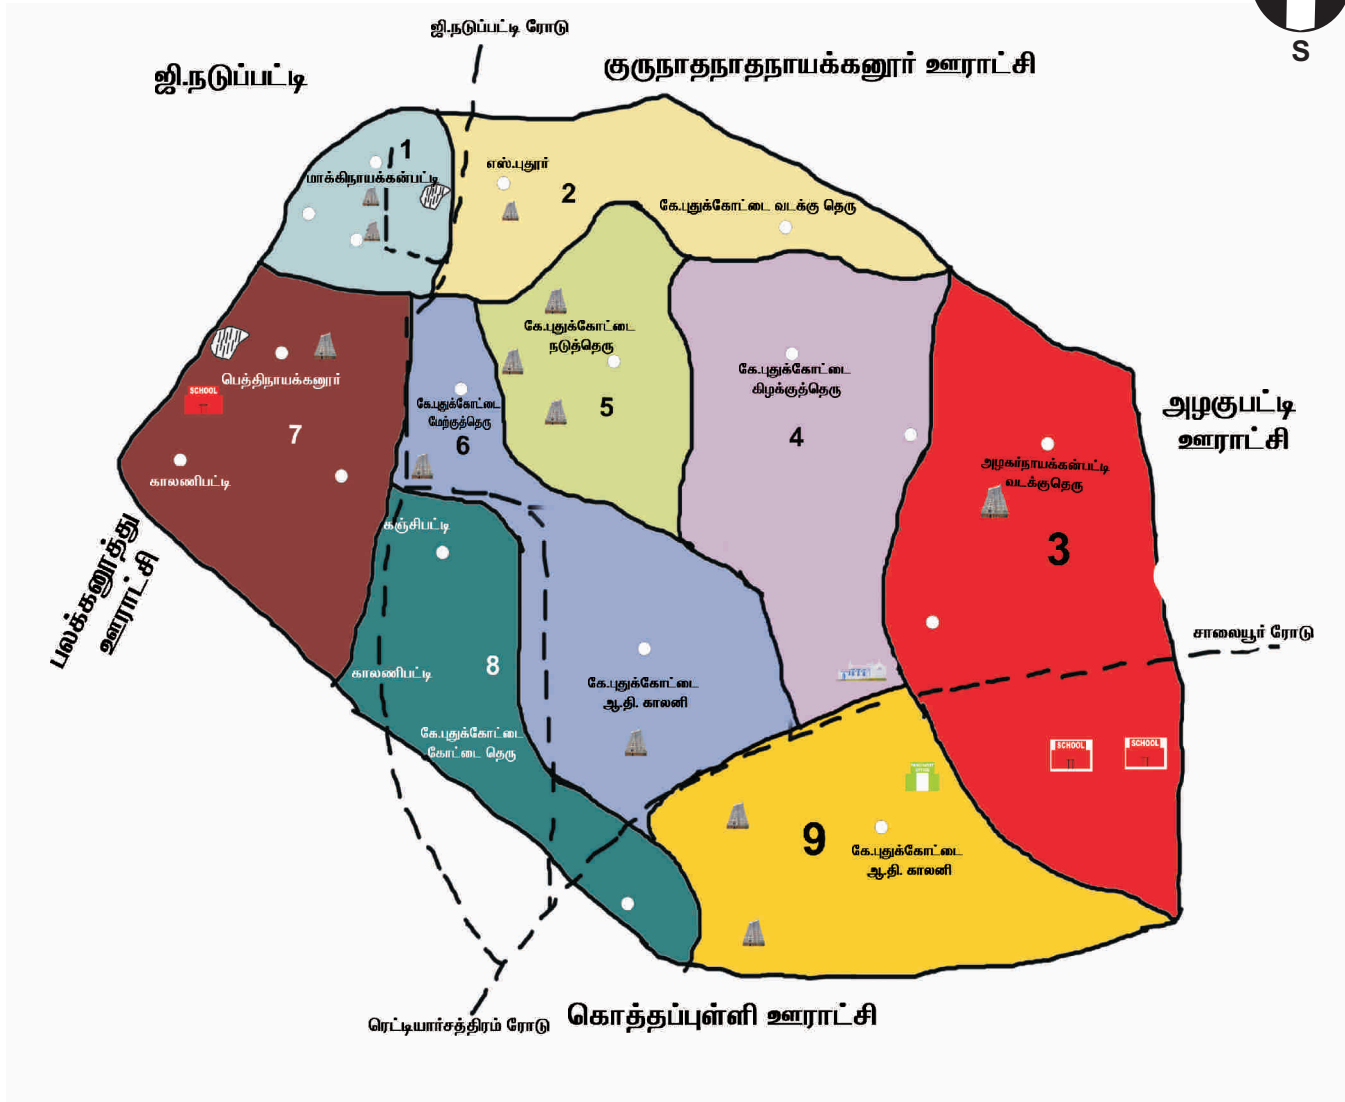 ஜி.நடுப்பட்டி ரோடு
S
ஜி.நடுப்பட்டி
குருநாதநாதநாயக்கனூர் ஊராட்சி
1
மாக்கிநாயக்கன்பட்டி
எஸ்.புதூர்
2
கே.புதுக்கோட்டை வடக்கு தெரு
கே.புதுக்கோட்டை
நடுத்தெரு
5
கே.புதுக்கோட்டை
கிழக்குத்தெரு
4
பெத்திநாயக்கனூர்
SCHOOL
7
காலணிபட்டி
கே.புதுக்கோட்டை
மேற்குத்தெரு
6
அழகுபட்டி
ஊராட்சி
அழகர்நாயக்கன்பட்டி
வடக்குதெரு
3
பலக்கனூத்து
ஊராட்சி
கஞ்சிபட்டி
8
காலணிபட்டி
கே.புதுக்கோட்டை
கோட்டை தெரு
கே.புதுக்கோட்டை
ஆ.தி. காலனி
சாலையூர் ரோடு
SCHOOL
SCHOOL
9
கே.புதுக்கோட்டை
ஆ.தி. காலனி
ரெட்டியார்சத்திரம் ரோடு
கொத்தப்புள்ளி ஊராட்சி